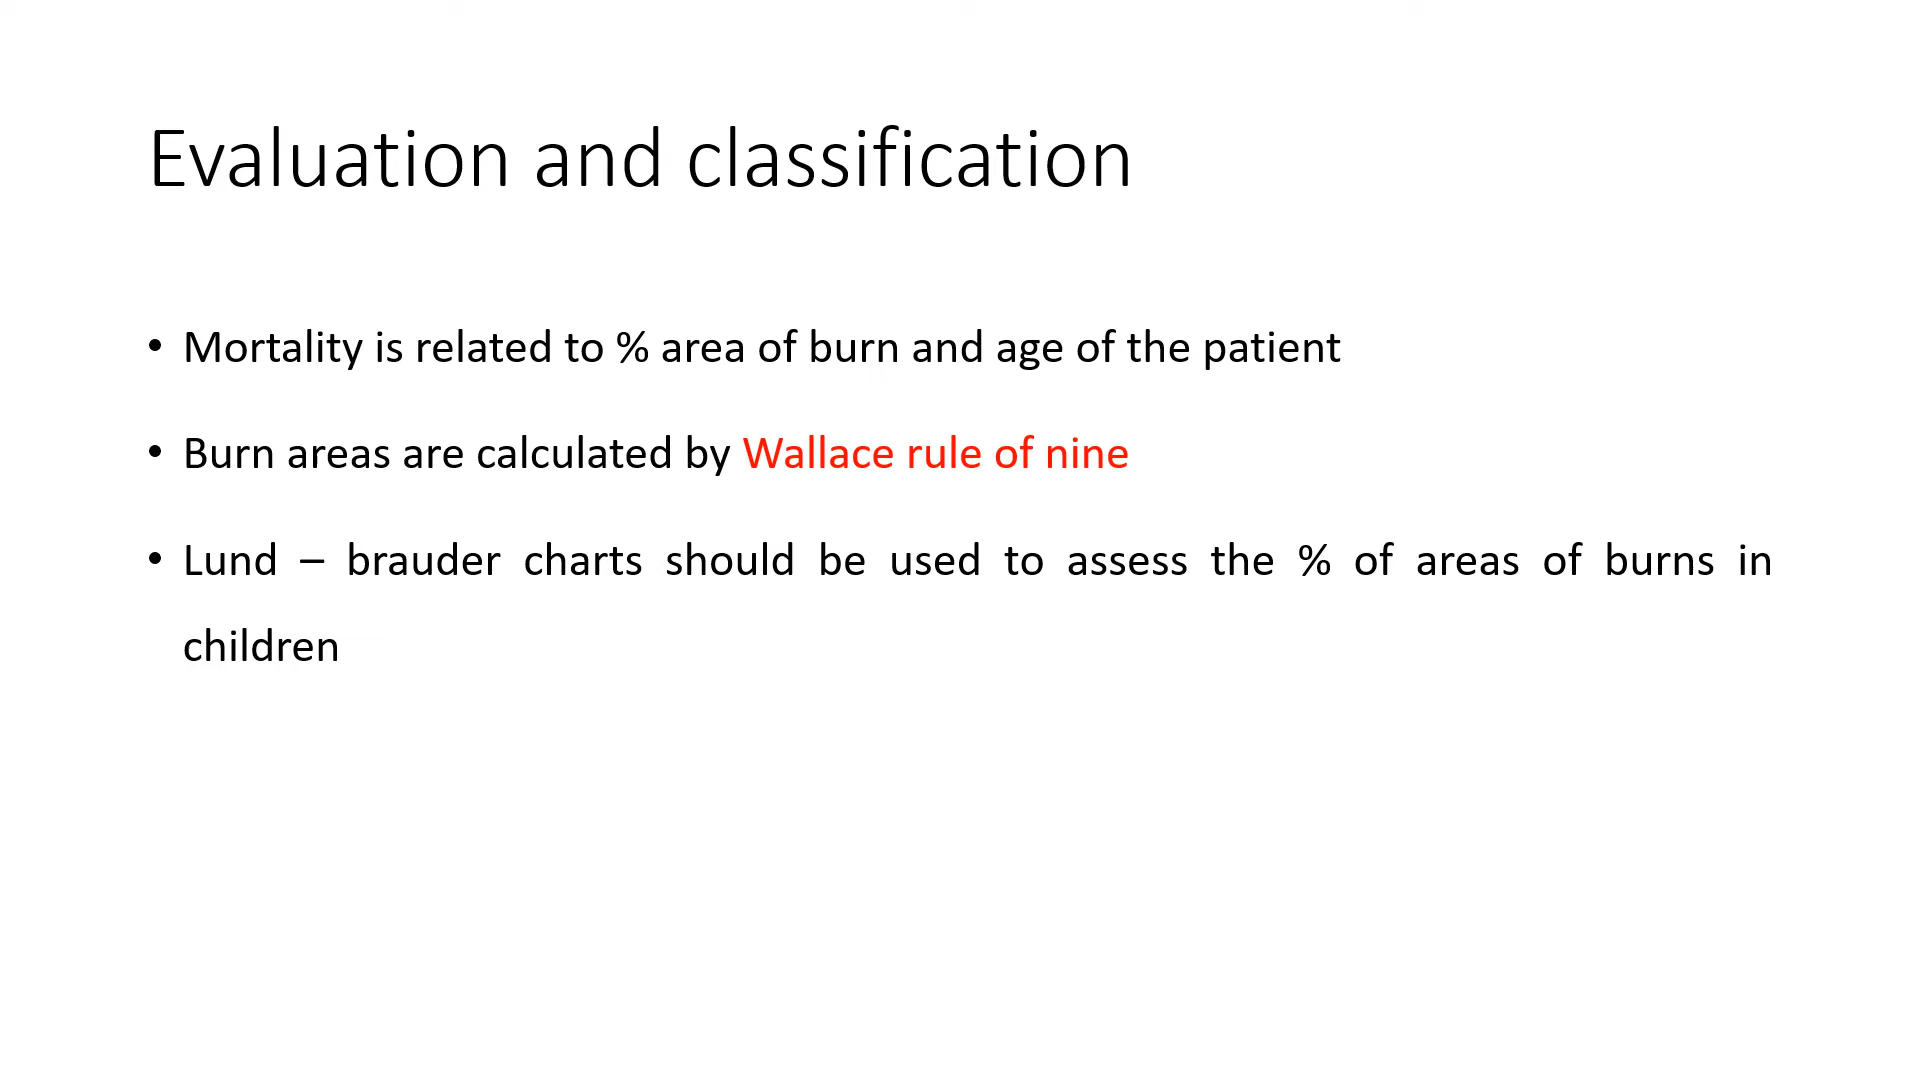 Evaluation and classification
• Mortality is related to % area of burn and age of the patient
• Burn areas are calculated by Wallace rule of nine
• Lund – brauder charts should be used to assess the % of areas of burns in
children